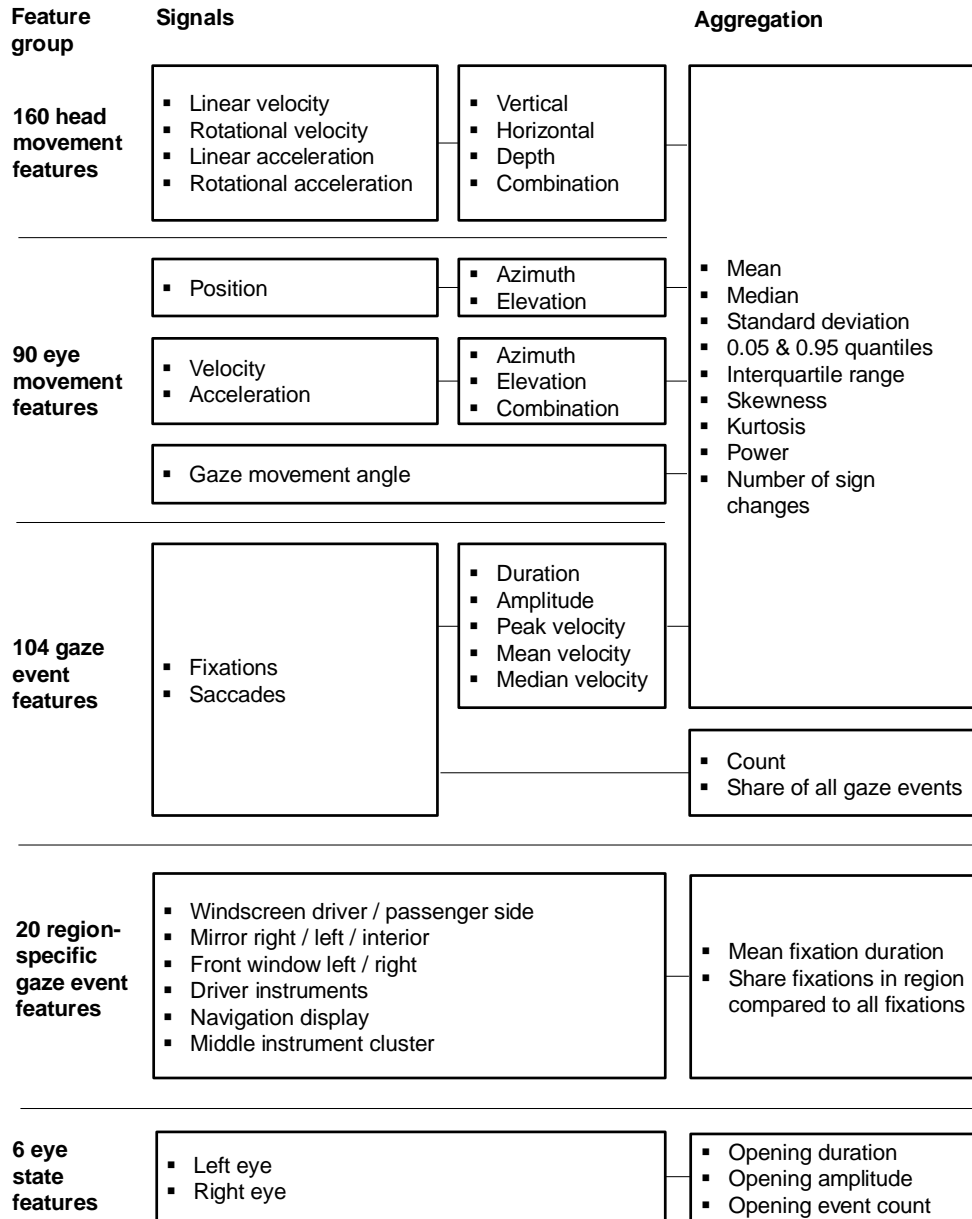 Feature
group
Signals
Aggregation
160 head
movement
features
▪ Linear velocity
▪ Rotational velocity
▪ Linear acceleration
▪ Rotational acceleration
▪ Vertical
▪ Horizontal
▪ Depth
▪ Combination
90 eye
movement
features
▪ Position
▪ Azimuth
▪ Elevation
▪ Velocity
▪ Acceleration
▪ Azimuth
▪ Elevation
▪ Combination
▪ Gaze movement angle
▪ Mean
▪ Median
▪ Standard deviation
▪ 0.05 & 0.95 quantiles
▪ Interquartile range
▪ Skewness
▪ Kurtosis
▪ Power
▪ Number of sign
changes
104 gaze
event
features
▪ Fixations
▪ Saccades
▪ Duration
▪ Amplitude
▪ Peak velocity
▪ Mean velocity
▪ Median velocity
▪ Count
▪ Share of all gaze events
20 region-
specific
gaze event
features
▪ Windscreen driver / passenger side
▪ Mirror right / left / interior
▪ Front window left / right
▪ Driver instruments
▪ Navigation display
▪ Middle instrument cluster
▪ Mean fixation duration
▪ Share fixations in region
compared to all fixations
6 eye
state
features
▪ Left eye
▪ Right eye
▪ Opening duration
▪ Opening amplitude
▪ Opening event count